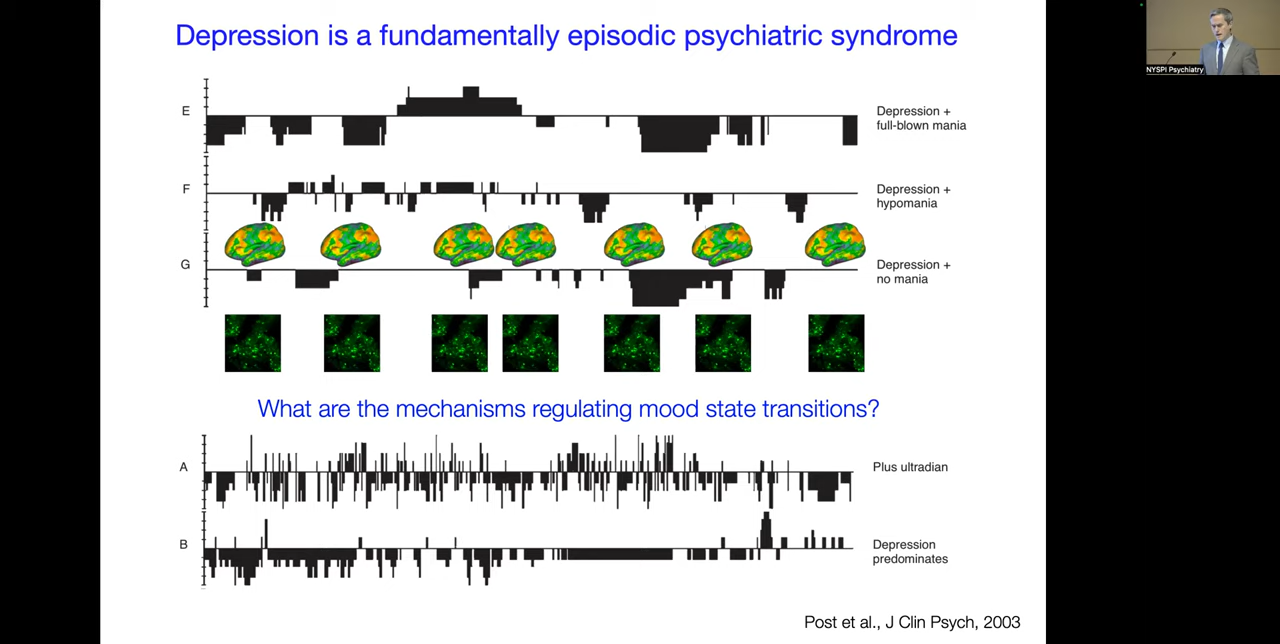 Depression is a fundamentally episodic psychiatric syndrome
NYSPI Psychiatry
E
Depression +
full-blown mania
F
Depression +
hypomania
G
Depression +
no mania
What are the mechanisms regulating mood state transitions?
A
Plus ultradian
B
Depression
predominates
Post et al., J Clin Psych, 2003